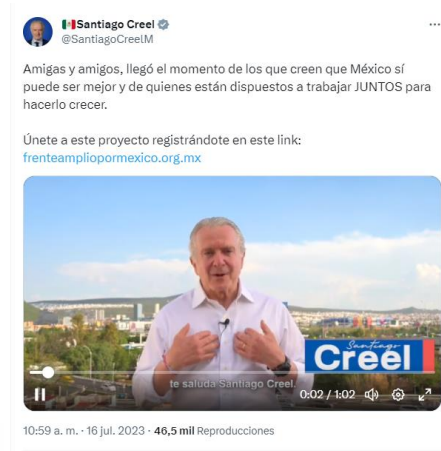 Santiago Creel
@SantiagoCreelM
Amigas y amigos, llegó el momento de los que creen que México sí
puede ser mejor y de quienes están dispuestos a trabajar JUNTOS para
hacerlo crecer.
Únete a este proyecto registrándote en este link:
frenteampliopormexico.org.mx
Santiago
Creel
te saluda Santiago Creel.
0:02 / 1:02
10:59 a. m. · 16 jul. 2023 · 46,5 mil Reproducciones